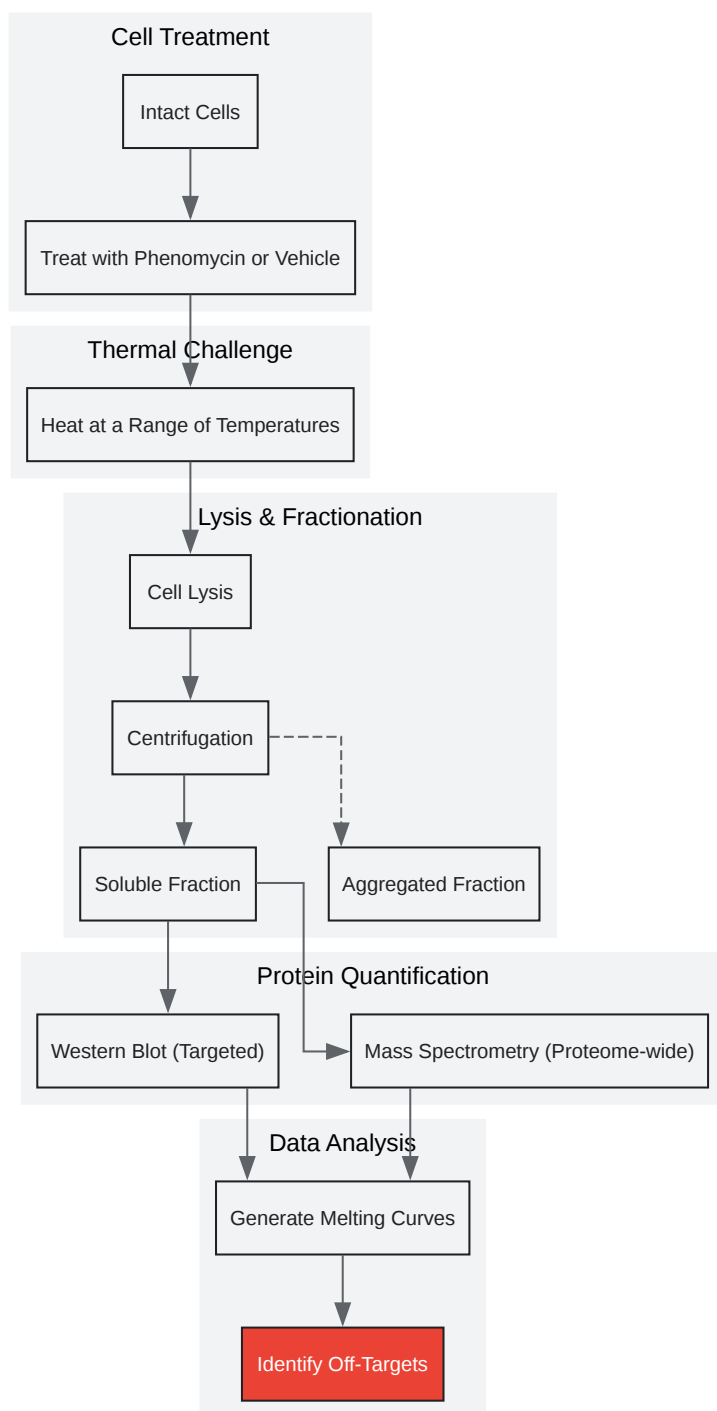 Cell Treatment
Intact Cells
Treat with Phenomycin or Vehicle
Thermal Challenge
Heat at a Range of Temperatures
Lysis & Fractionation
Cell Lysis
Centrifugation
Soluble Fraction
Aggregated Fraction
Protein Quantification
Western Blot (Targeted)
Mass Spectrometry (Proteome-wide)
Data Analysis
Generate Melting Curves
Identify Off-Targets